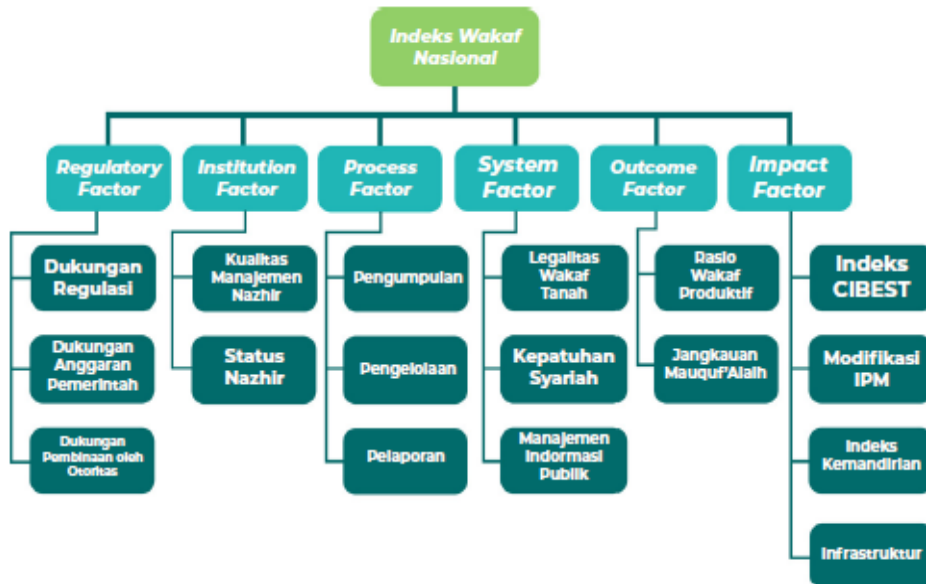 Indeks Wakaf
Nasional
Regulatory
Factor
Institution
Factor
Process
Factor
System
Factor
Outcome
Factor
Impact
Factor
Dukungan
Regulasi
Dukungan
Anggaran
Pemerintah
Dukungan
Pembinaan oleh
Otoritas
Kualitas
Manajemen
Nazhir
Status
Nazhir
Pengumpulan
Pengelolaan
Pelaporan
Legalitas
Wakaf
Tanah
Kepatuhan
Syariah
Manajemen
Indormasi
Publik
Rasio
Wakaf
Produktif
Jangkauan
Mauquf'Alaih
Indeks
CIBEST
Modifikasi
IPM
Indeks
Kemandirian
Infrastruktur